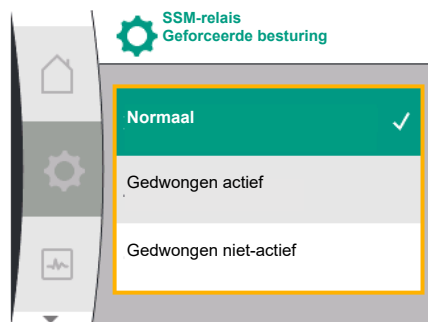 SSM-relais
Geforceerde besturing
Normaal
Gedwongen actief
Gedwongen niet-actief